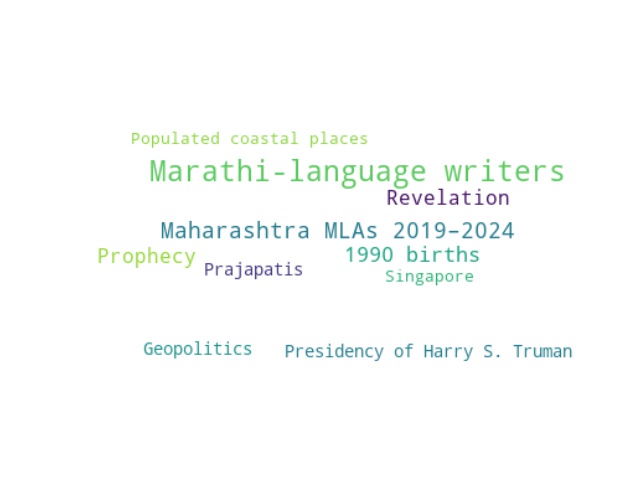 Populated coastal places
Marathi-language writers
Revelation
Maharashtra MLAs 2019–2024
Prophecy
1990 births
Prajapatis
Singapore
Geopolitics
Presidency of Harry S. Truman